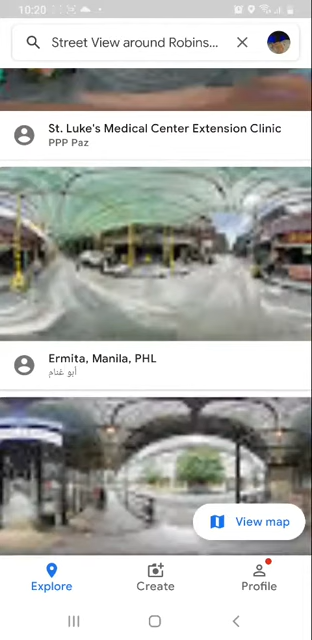 10:20
Street View around Robins...
St. Luke's Medical Center Extension Clinic
PPP Paz
Ermita, Manila, PHL
أبو غنام
View map
Explore
Create
Profile